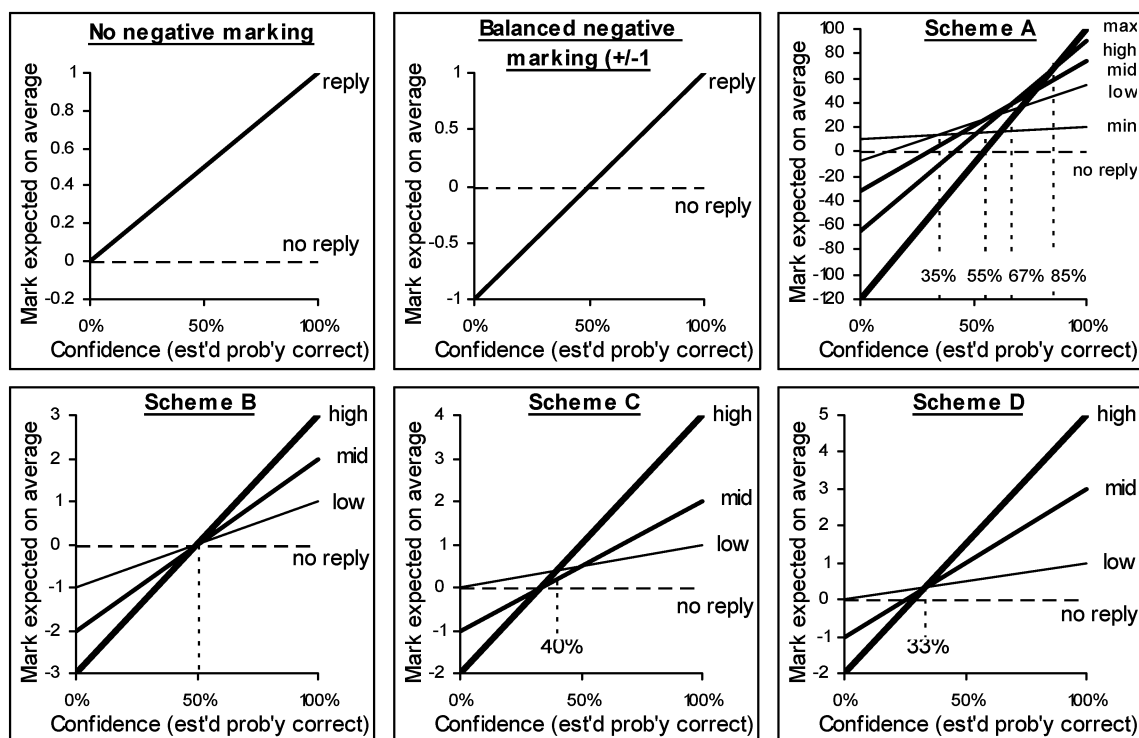 No negative marking
Mark expected on average
1
0.8
0.6
0.4
0.2
0
-0.2
reply
no reply
0% 50% 100%
Confidence (est'd prob'y correct)
Balanced negative
marking (+/-1
Mark expected on average
1
0.5
0
-0.5
-1
reply
no reply
0% 50% 100%
Confidence (est'd prob'y correct)
Scheme A
Mark expected on average
100
80
60
40
20
0
-20
-40
-60
-80
-100
-120
max
high
mid
low
min
no reply
35% 55% 67% 85%
0% 50% 100%
Confidence (est'd prob'y correct)
Scheme B
Mark expected on average
3
2
1
0
-1
-2
-3
high
mid
low
no reply
0% 50% 100%
Confidence (est'd prob'y correct)
Scheme C
Mark expected on average
4
3
2
1
0
-1
-2
high
mid
low
no reply
40%
0% 50% 100%
Confidence (est'd prob'y correct)
Scheme D
Mark expected on average
5
4
3
2
1
0
-1
-2
high
mid
low
no reply
33%
0% 50% 100%
Confidence (est'd prob'y correct)